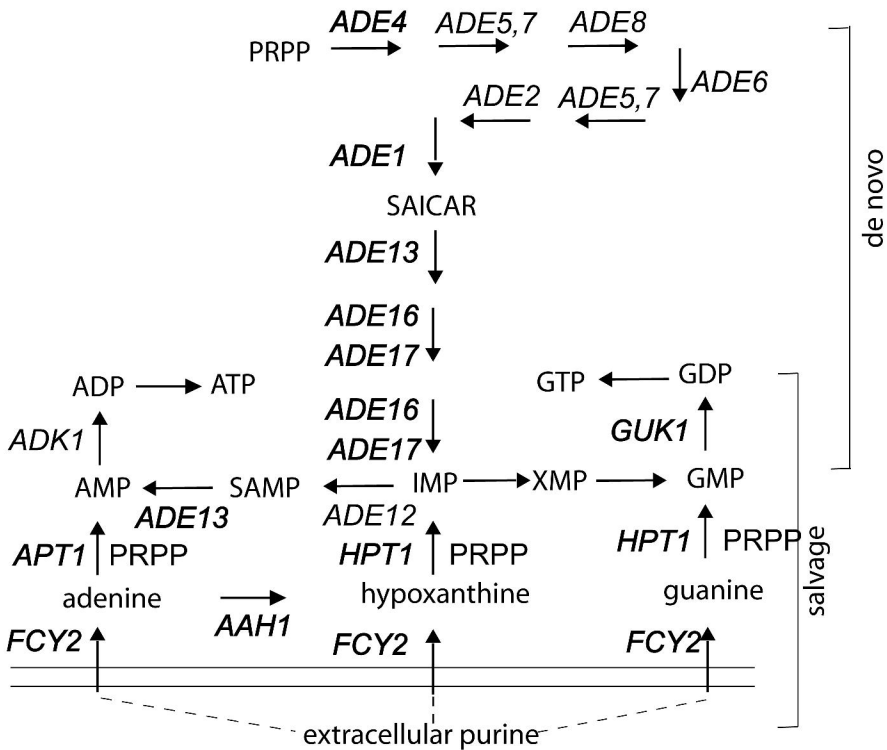 PRPP ADE4 ADE5,7 ADE8
ADE6
ADE2 ADE5,7
ADE1
SAICAR
ADE13
ADE16
ADE17
ADP ATP GTP GDP
ADE16
ADE17
ADK1 GUK1
AMP SAMP IMP XMP GMP
ADE13 ADE12
APT1 PRPP HPT1 PRPP HPT1 PRPP
adenine hypoxanthine guanine
AAH1
FCY2 FCY2 FCY2
extracellular purine
de novo
salvage